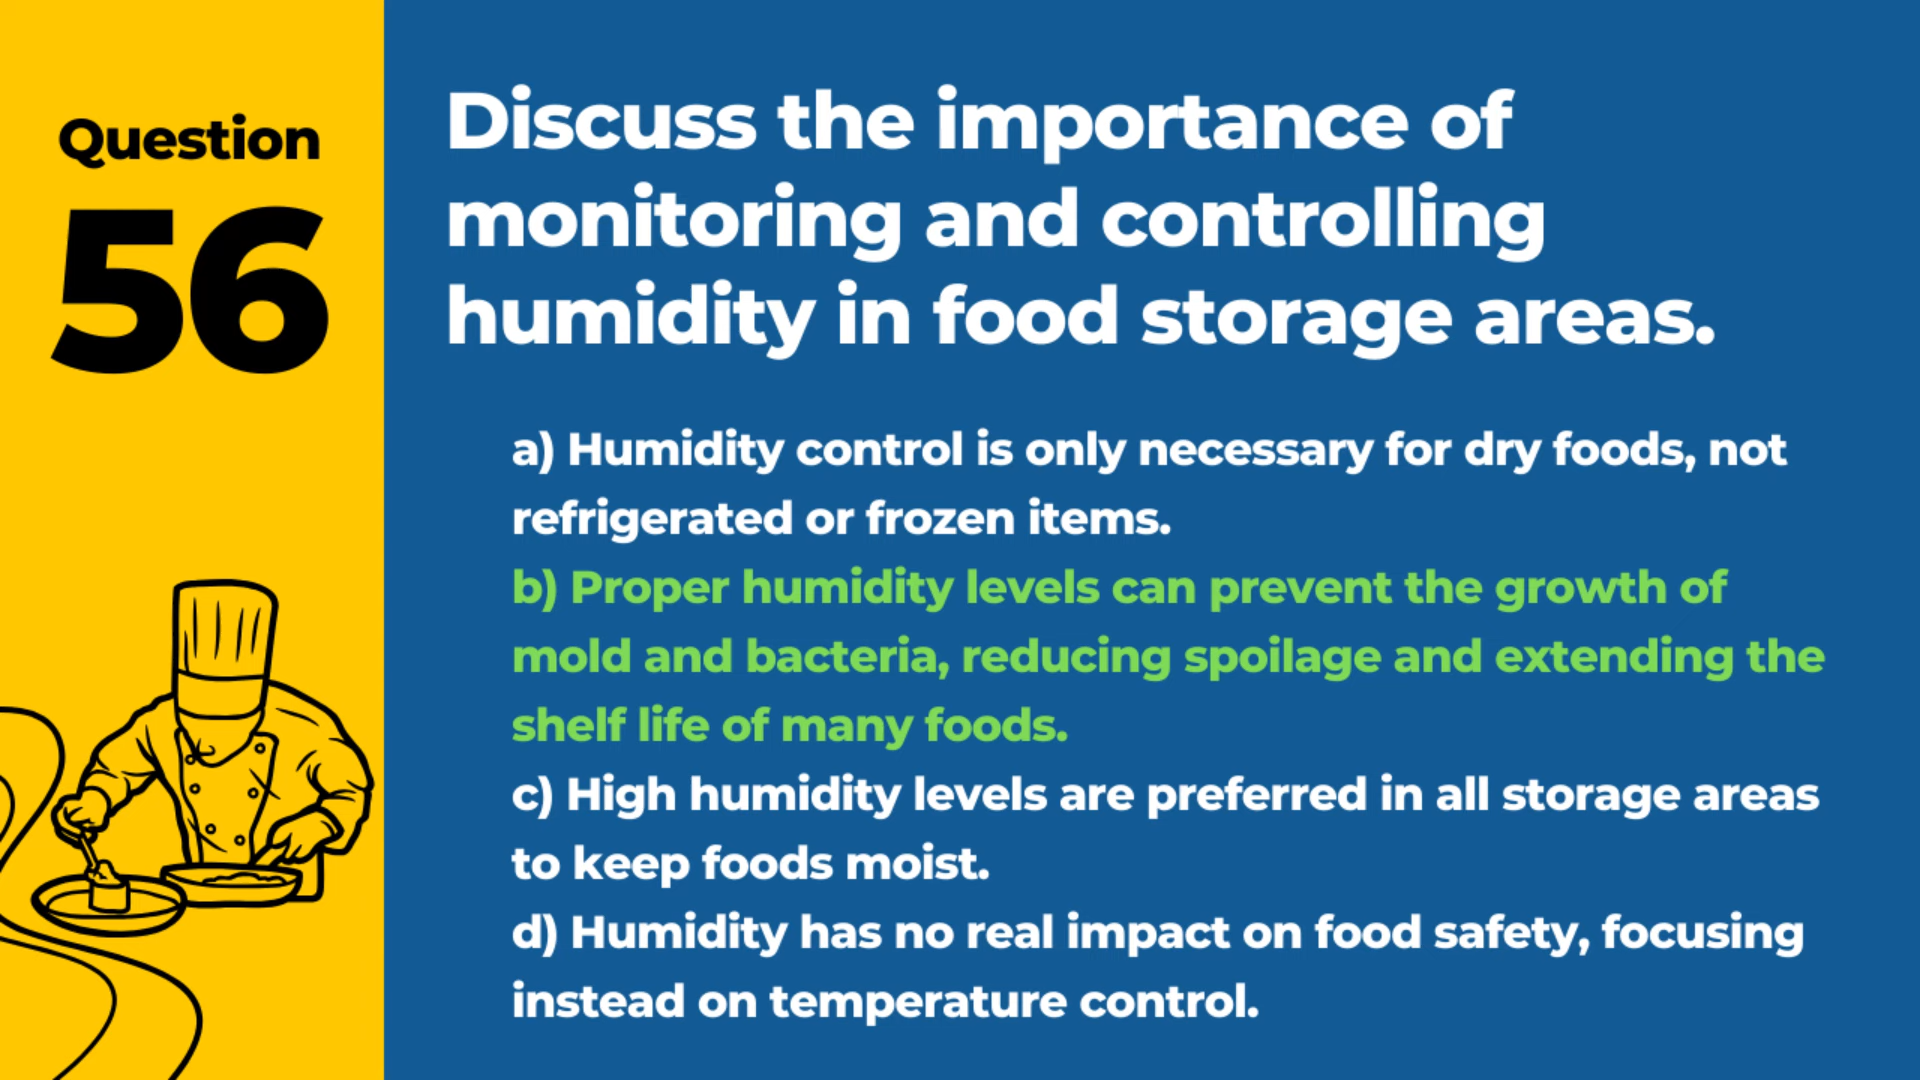 Question
56
Discuss the importance of
monitoring and controlling
humidity in food storage areas.
a) Humidity control is only necessary for dry foods, not
refrigerated or frozen items.
b) Proper humidity levels can prevent the growth of
mold and bacteria, reducing spoilage and extending the
shelf life of many foods.
c) High humidity levels are preferred in all storage areas
to keep foods moist.
d) Humidity has no real impact on food safety, focusing
instead on temperature control.